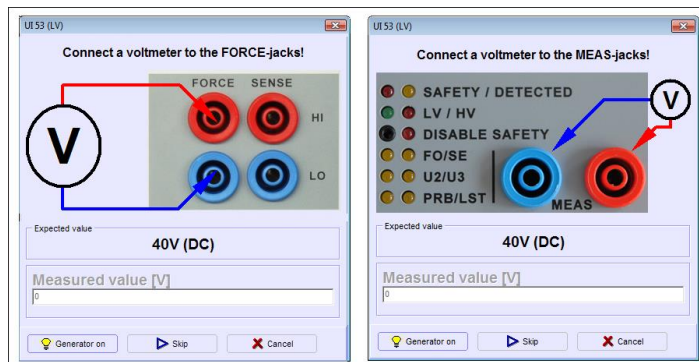 UI 53 (LV)
Connect a voltmeter to the FORCE-jacks!
FORCE SENSE
HI
V
LO
Expected value
40V (DC)
Measured value [V]
0
Generator on
Skip
Cancel
UI 53 (LV)
Connect a voltmeter to the MEAS-jacks!
SAFETY / DETECTED
V
LV / HV
DISABLE SAFETY
FO/SE
U2/U3
PRB/LST
MEAS
Expected value
40V (DC)
Measured value [V]
0
Generator on
Skip
Cancel